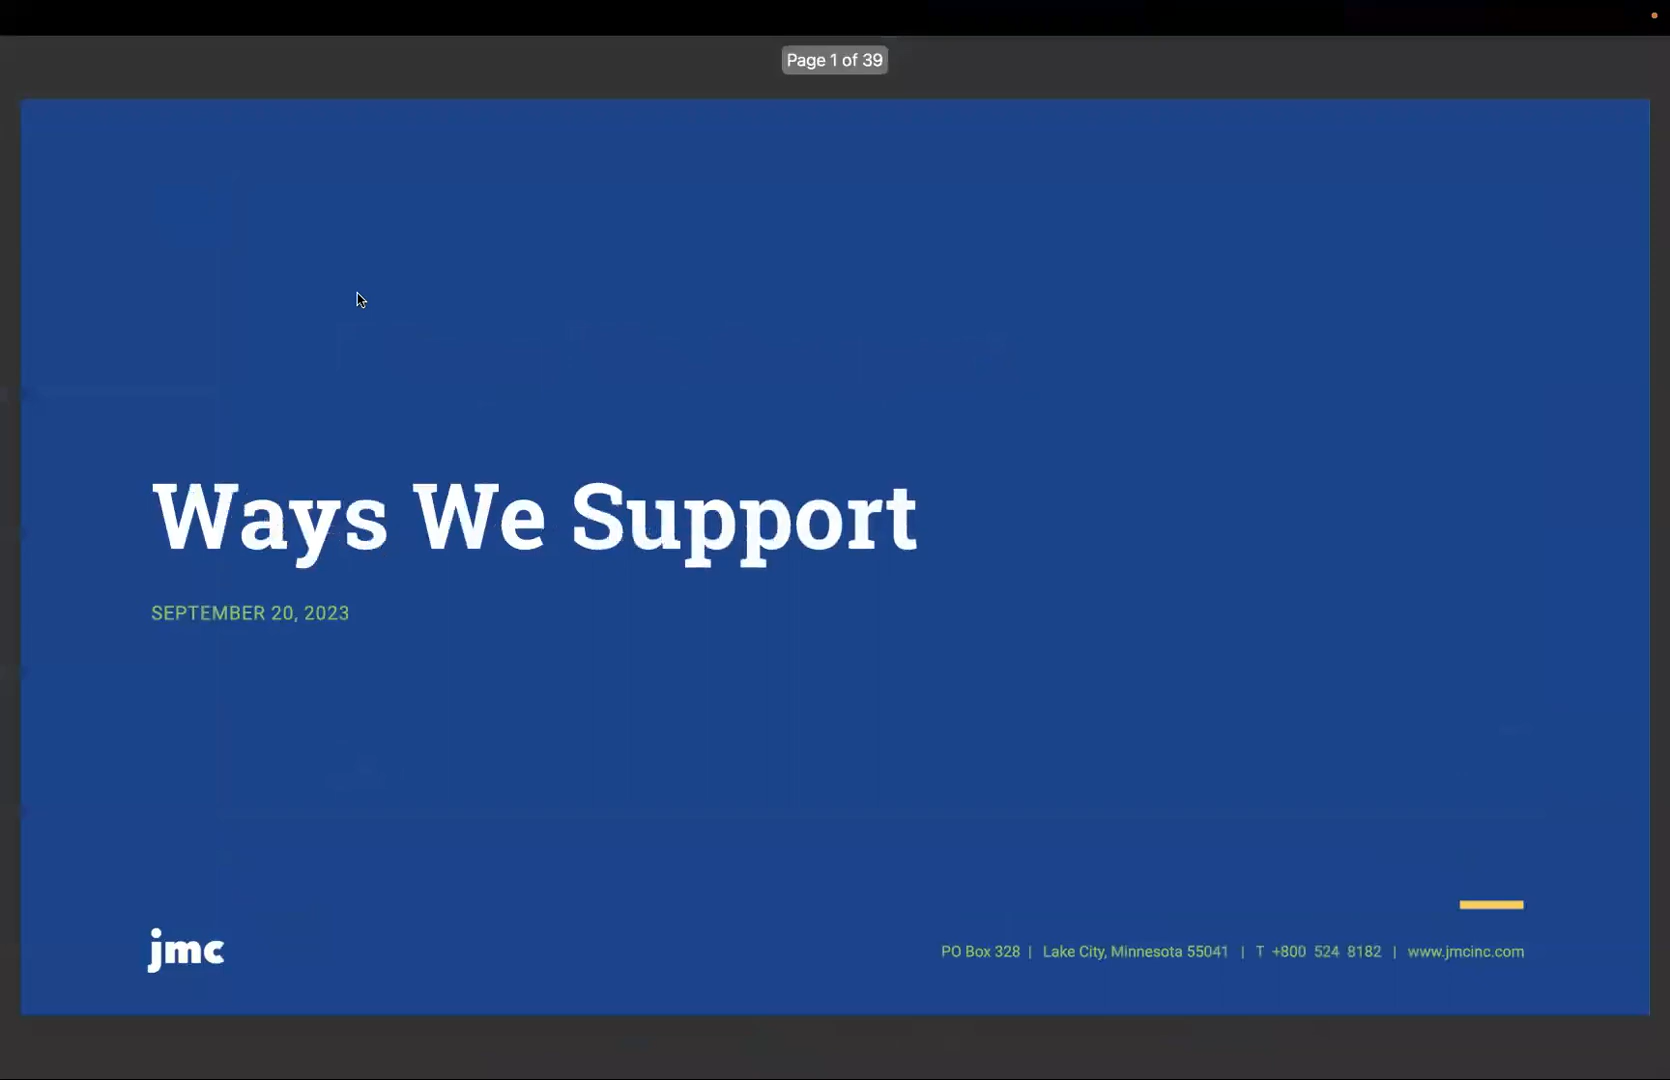 Page 1 of 39
Ways We Support
SEPTEMBER 20, 2023
jmc
PO Box 328 | Lake City, Minnesota 55041 | T +800 524 8182 | www.jmcinc.com